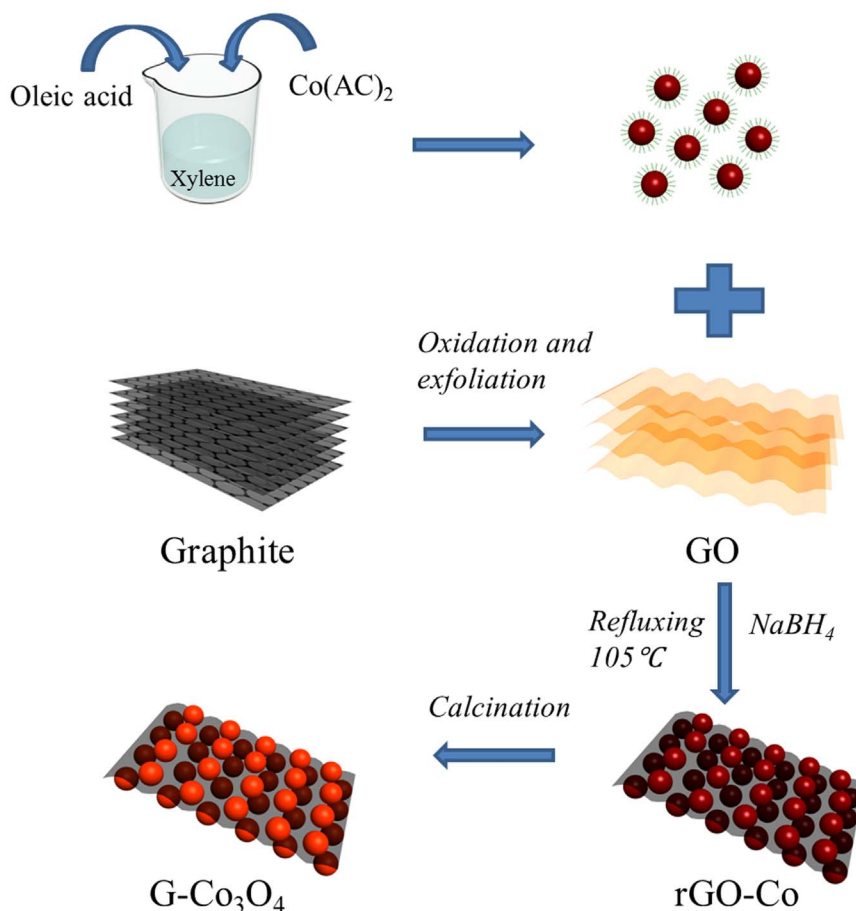 Oleic acid
Co(AC)₂
Xylene
Oxidation and
exfoliation
Graphite
GO
Refluxing
105℃
NaBH₄
Calcination
G-Co₃O₄
rGO-Co